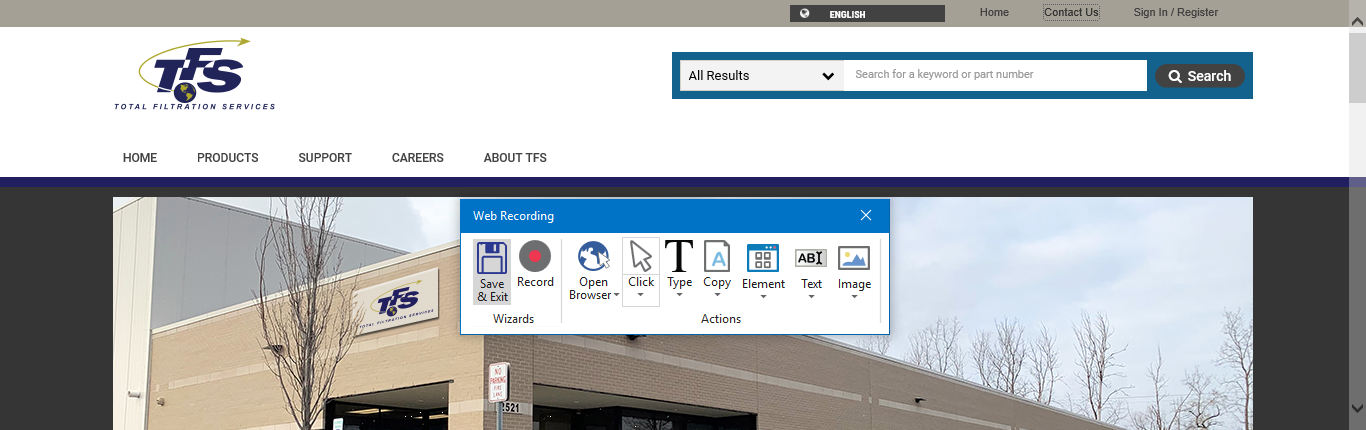 ENGLISH
Home
Contact Us
Sign In / Register
TFS
TOTAL FILTRATION SERVICES
All Results
Search for a keyword or part number
Search
HOME
PRODUCTS
SUPPORT
CAREERS
ABOUT TFS
Web Recording
Save
& Exit
Record
Open
Browser
Click
T
Type
A
Copy
Element
AB
Text
Image
Wizards
Actions
TFS
TOTAL FILTRATION SERVICES
NO
PARKING
FIRE
LANE
2521